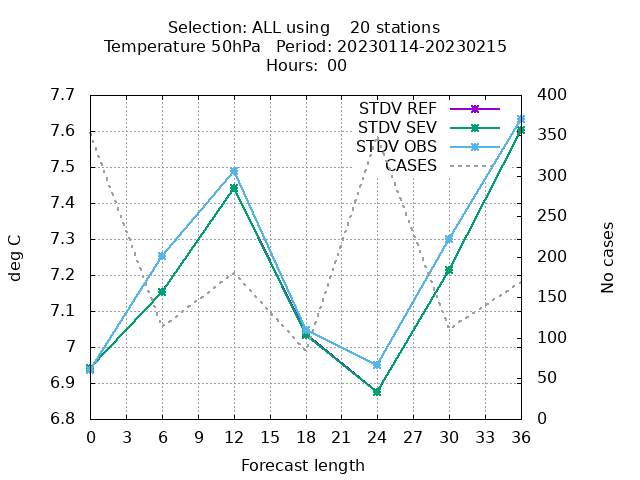 Selection: ALL using    20 stations
Temperature 50hPa   Period: 20230114-20230215
Hours: 00
STDV REF
STDV SEV
STDV OBS
CASES
deg C
No cases
7.7
7.6
7.5
7.4
7.3
7.2
7.1
7
6.9
6.8
400
350
300
250
200
150
100
50
0
0 3 6 9 12 15 18 21 24 27 30 33 36
Forecast length